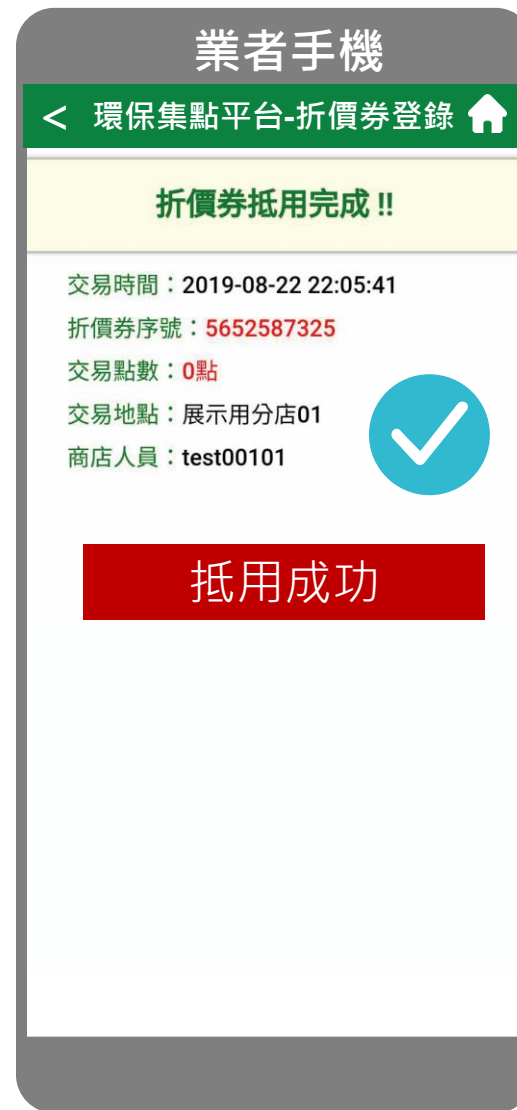 業者手機
< 環保集點平台-折價券登錄
折價券抵用完成 !!
交易時間：2019-08-22 22:05:41
折價券序號：5652587325
交易點數：0點
交易地點：展示用分店01
商店人員：test00101
抵用成功